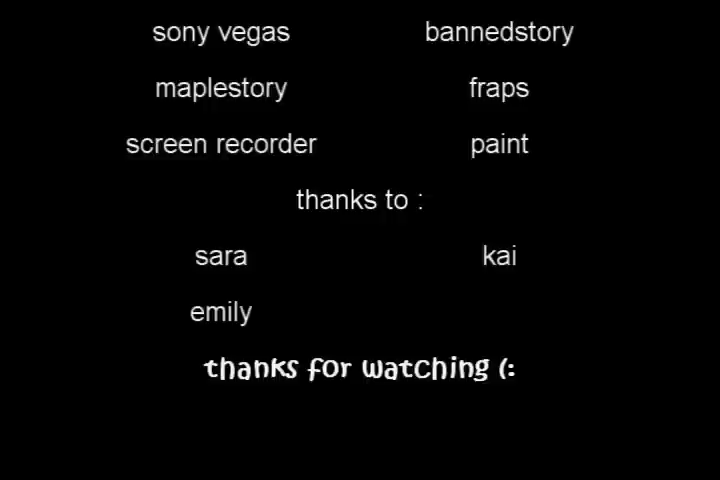 sony vegas bannedstory
maplestory fraps
screen recorder paint
thanks to :
sara kai
emily
thanks for watching (: